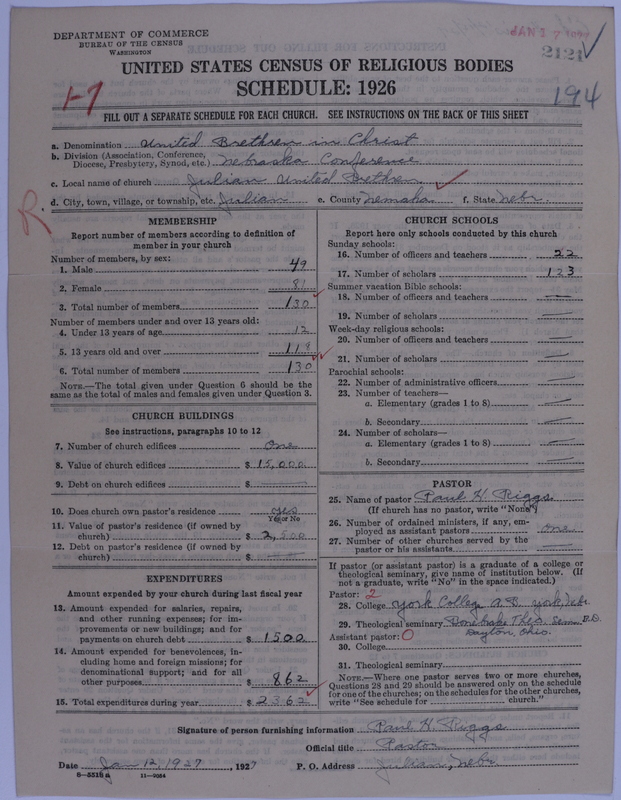 DEPARTMENT OF COMMERCE
BUREAU OF THE CENSUS
WASHINGTON
JAN 17 1927
2121
UNITED STATES CENSUS OF RELIGIOUS BODIES
SCHEDULE: 1926
1-7
194
FILL OUT A SEPARATE SCHEDULE FOR EACH CHURCH. SEE INSTRUCTIONS ON THE BACK OF THIS SHEET
a. Denomination United Brethren in Christ
b. Division (Association, Conference, Diocese, Presbytery, Synod, etc.) Nebraska Conference
c. Local name of church Julian United Brethren
d. City, town, village, or township, etc. Julian e. County Nemaha f. State Nebr.
R
MEMBERSHIP
Report number of members according to definition of
member in your church
Number of members, by sex:
1. Male 49
2. Female 81
3. Total number of members 130
Number of members under and over 13 years old:
4. Under 13 years of age 12
5. 13 years old and over 118
6. Total number of members 130
NOTE.—The total given under Question 6 should be
same as the total of males and females given under Question 3.
CHURCH BUILDINGS
See instructions, paragraphs 10 to 12
7. Number of church edifices One
8. Value of church edifices $ 15,000
9. Debt on church edifices $ —
10. Does church own pastor's residence yes
Yes or No
11. Value of pastor's residence (if owned by
church) $ 2,500
12. Debt on pastor's residence (if owned by
church) $ —
EXPENDITURES
Amount expended by your church during last fiscal year
13. Amount expended for salaries, repairs,
and other running expenses; for im-
provements or new buildings; and for
payments on church debt $ 1500
14. Amount expended for benevolences, in-
cluding home and foreign missions; for
denominational support; and for all
other purposes $ 862
15. Total expenditures during year $ 2362
CHURCH SCHOOLS
Report here only schools conducted by this church
Sunday schools:
16. Number of officers and teachers 22
17. Number of scholars 123
Summer vacation Bible schools:
18. Number of officers and teachers —
19. Number of scholars —
Week-day religious schools:
20. Number of officers and teachers —
21. Number of scholars —
Parochial schools:
22. Number of administrative officers —
23. Number of teachers—
a. Elementary (grades 1 to 8) —
b. Secondary —
24. Number of scholars—
a. Elementary (grades 1 to 8) —
b. Secondary —
PASTOR
25. Name of pastor Paul H. Riggs
(If church has no pastor, write "None")
26. Number of ordained ministers, if any, em-
ployed as assistant pastors one
27. Number of other churches served by the
pastor or his assistants
If pastor (or assistant pastor) is a graduate of a college or
theological seminary, give name of institution below. (If
not a graduate, write "No" in the space indicated.)
Pastor: 2
28. College York College A.B. York, Nebr
29. Theological seminary Bonebrake Theo. Sem. B.D.
Dayton, Ohio.
Assistant pastor: 0
30. College
31. Theological seminary
NOTE.—Where one pastor serves two or more churches,
Questions 28 and 29 should be answered only on the schedule
for one of the churches; on the schedules for the other churches,
write "See schedule for church."
Signature of person furnishing information Paul H. Riggs
Official title Pastor
Date Jan 12, 1927, 1927 P. O. Address Julian, Nebr
8—5518 a 11—9064